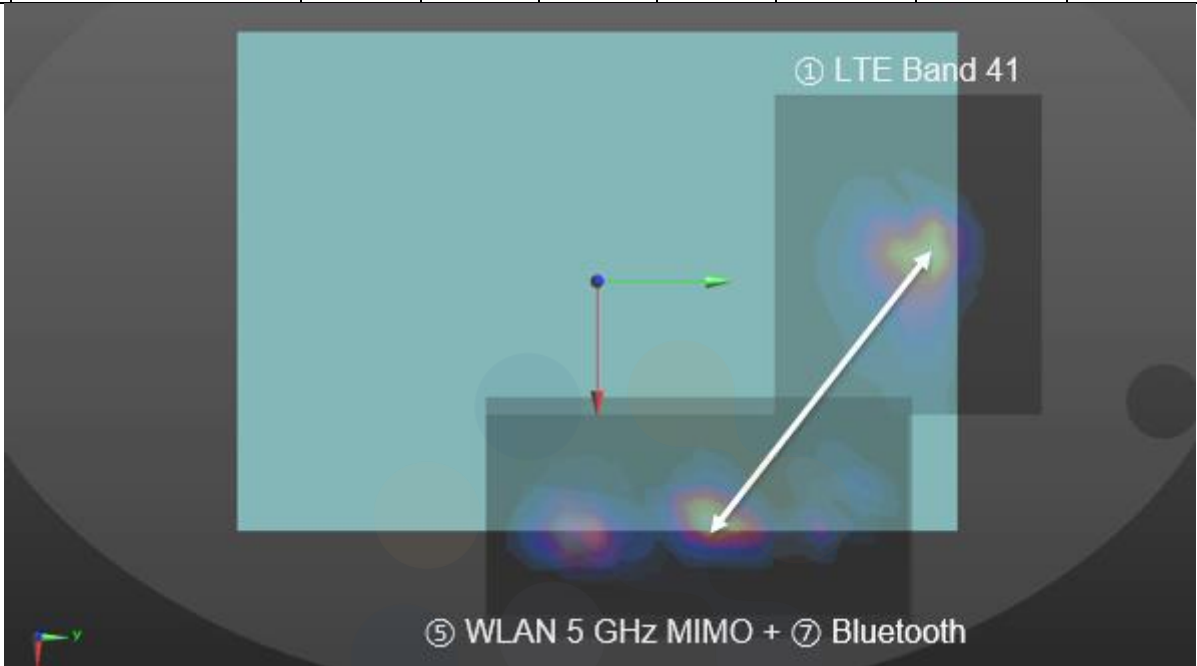 ① LTE Band 41
⑤ WLAN 5 GHz MIMO + ⑦ Bluetooth
y